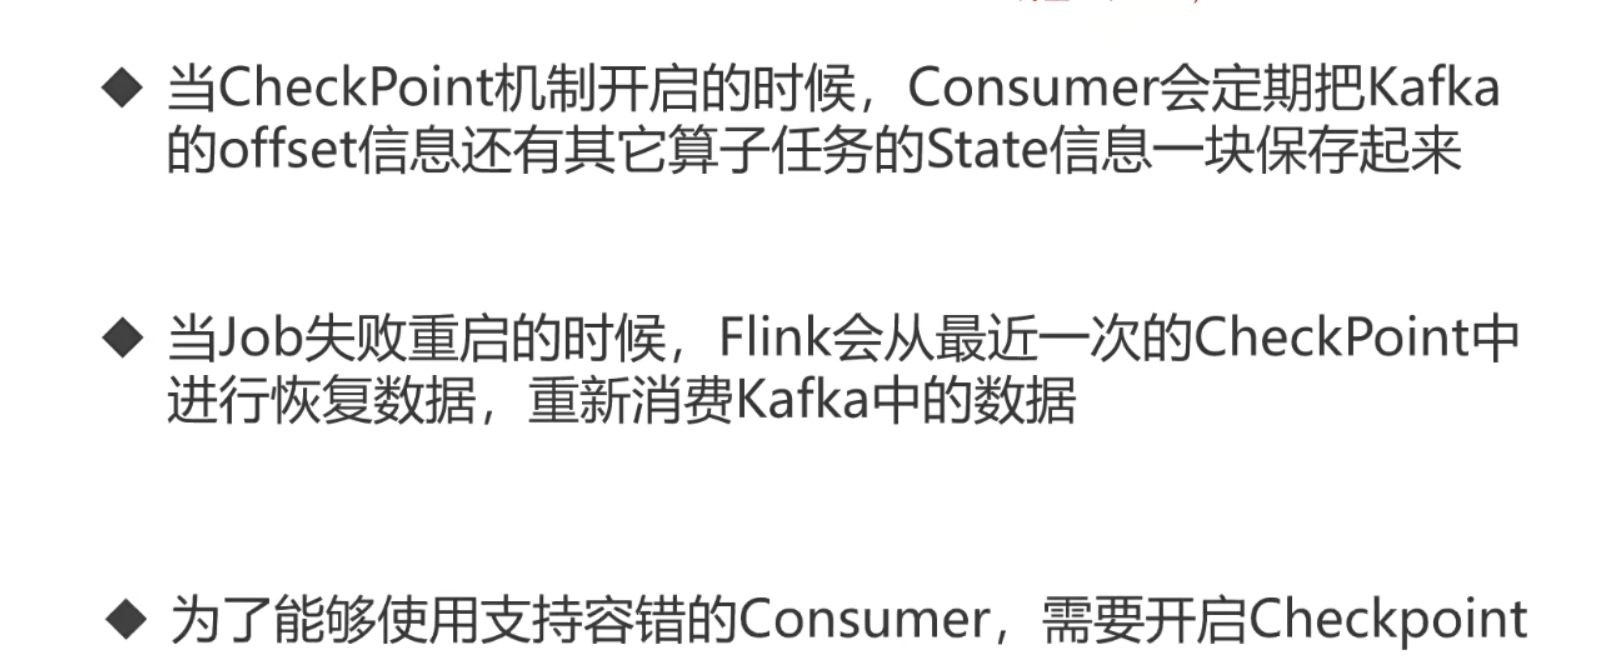 ◆ 当CheckPoint机制开启的时候，Consumer会定期把Kafka
的offset信息还有其它算子任务的State信息一块保存起来
◆ 当Job失败重启的时候，Flink会从最近一次的CheckPoint中
进行恢复数据，重新消费Kafka中的数据
◆ 为了能够使用支持容错的Consumer，需要开启Checkpoint